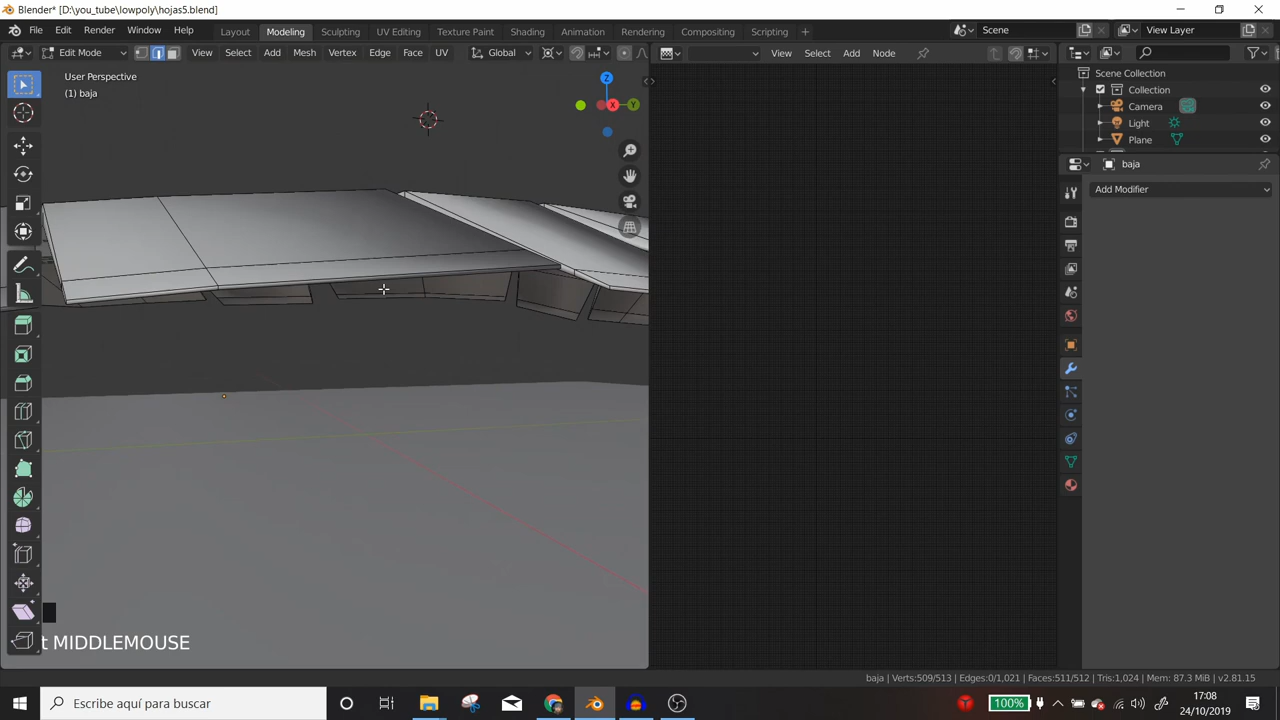 Blender* [D:\you_tube\lowpoly\hojas5.blend]
File Edit Render Window Help Layout Modeling Sculpting UV Editing Texture Paint Shading Animation Rendering Compositing Scripting + Scene View Layer
Edit Mode View Select Add Mesh Vertex Edge Face UV Global View Select Add Node
User Perspective
(1) baja
Z
X
Y
Scene Collection
Collection
Camera
Light
Plane
baja
Add Modifier
t MIDDLEMOUSE
baja | Verts:509/513 | Edges:0/1,021 | Faces:511/512 | Tris:1,024 | Mem: 87.3 MiB | v2.81.15
Escribe aquí para buscar
100%
17:08
24/10/2019